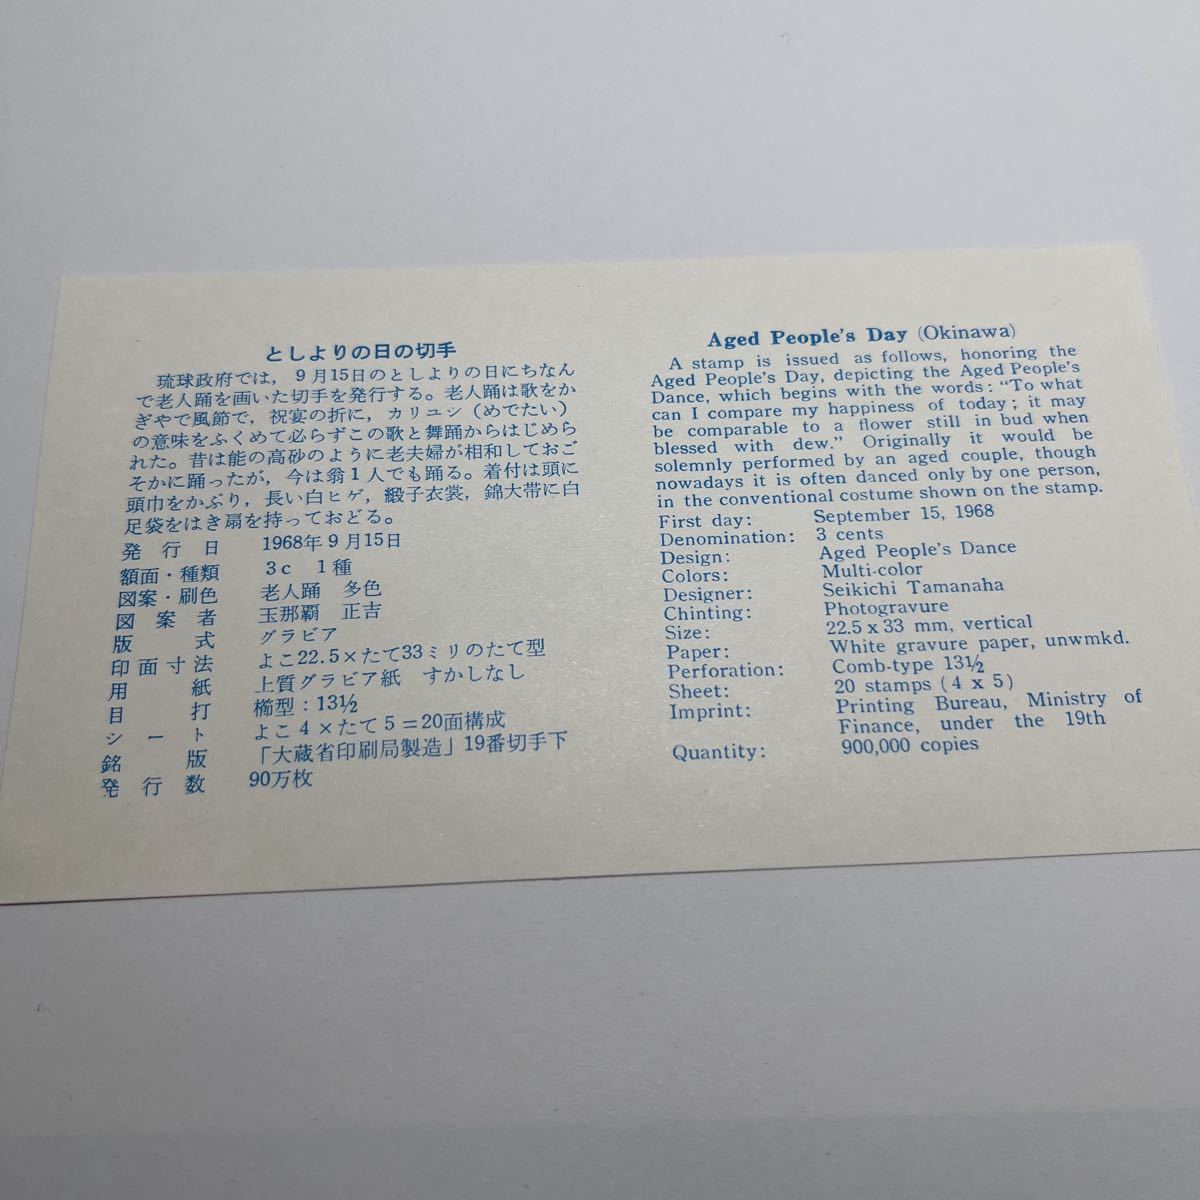 としよりの日の切手
琉球政府では，９月15日のとしよりの日にちなん
で老人踊を画いた切手を発行する。老人踊は歌をか
ぎやで風節で，祝宴の折に，カリユシ（めでたい）
の意味をふくめて必らずこの歌と舞踊からはじめら
れた。昔は能の高砂のように老夫婦が相和しておご
そかに踊ったが，今は翁１人でも踊る。着付は頭に
頭巾をかぶり，長い白ヒゲ，緞子衣裳，錦大帯に白
足袋をはき扇を持っておどる。
発行日 1968年９月15日
額面・種類 3c 1種
図案・刷色 老人踊 多色
図案者 玉那覇 正吉
版式 グラビア
印面寸法 よこ22.5×たて33ミリのたて型
用紙 上質グラビア紙 すかしなし
目打 櫛型：13½
シート よこ４×たて５＝20面構成
銘版 「大蔵省印刷局製造」19番切手下
発行数 90万枚
Aged People's Day (Okinawa)
A stamp is issued as follows, honoring the
Aged People's Day, depicting the Aged People's
Dance, which begins with the words: "To what
can I compare my happiness of today; it may
be comparable to a flower still in bud when
blessed with dew." Originally it would be
solemnly performed by an aged couple, though
nowadays it is often danced only by one person,
in the conventional costume shown on the stamp.
First day: September 15, 1968
Denomination: 3 cents
Design: Aged People's Dance
Colors: Multi-color
Designer: Seikichi Tamanaha
Chinting: Photogravure
Size: 22.5 x 33 mm, vertical
Paper: White gravure paper, unwmkd.
Perforation: Comb-type 13½
Sheet: 20 stamps (4 x 5)
Imprint: Printing Bureau, Ministry of
Finance, under the 19th
Quantity: 900,000 copies